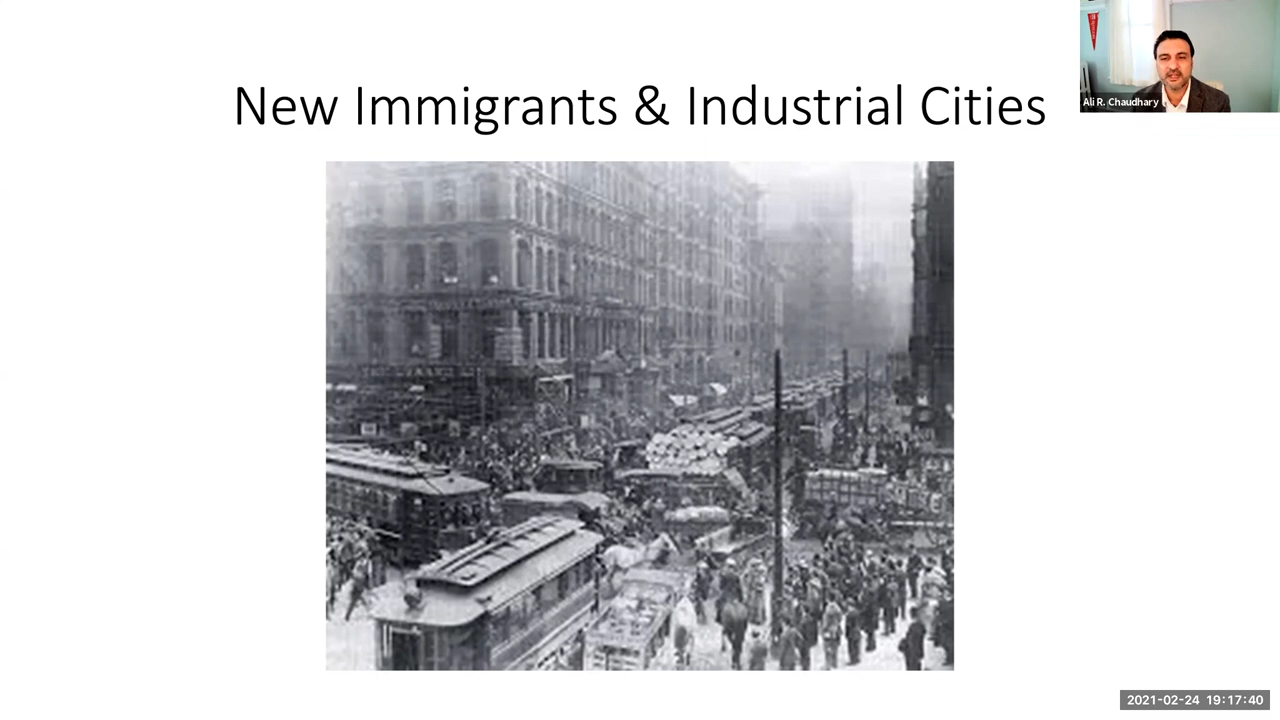 New Immigrants & Industrial Cities
Ali R. Chaudhary
2021-02-24 19:17:40